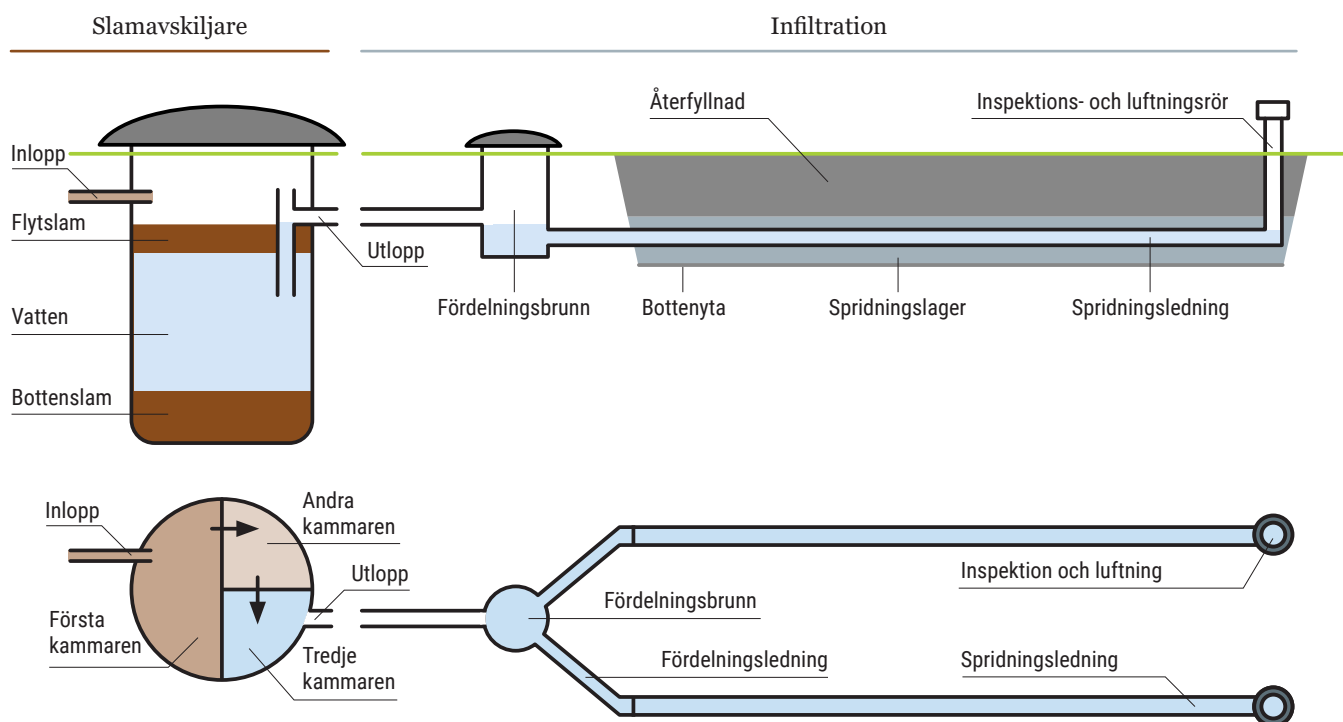 Slamavskiljare
Infiltration
Återfyllnad
Inspektions- och luftningsrör
Inlopp
Flytslam
Utlopp
Fördelningsbrunn
Bottenyta
Spridningslager
Spridningsledning
Vatten
Bottenslam
Inlopp
Andra
kammaren
Utlopp
Första
kammaren
Tredje
kammaren
Fördelningsbrunn
Fördelningsledning
Inspektion och luftning
Spridningsledning